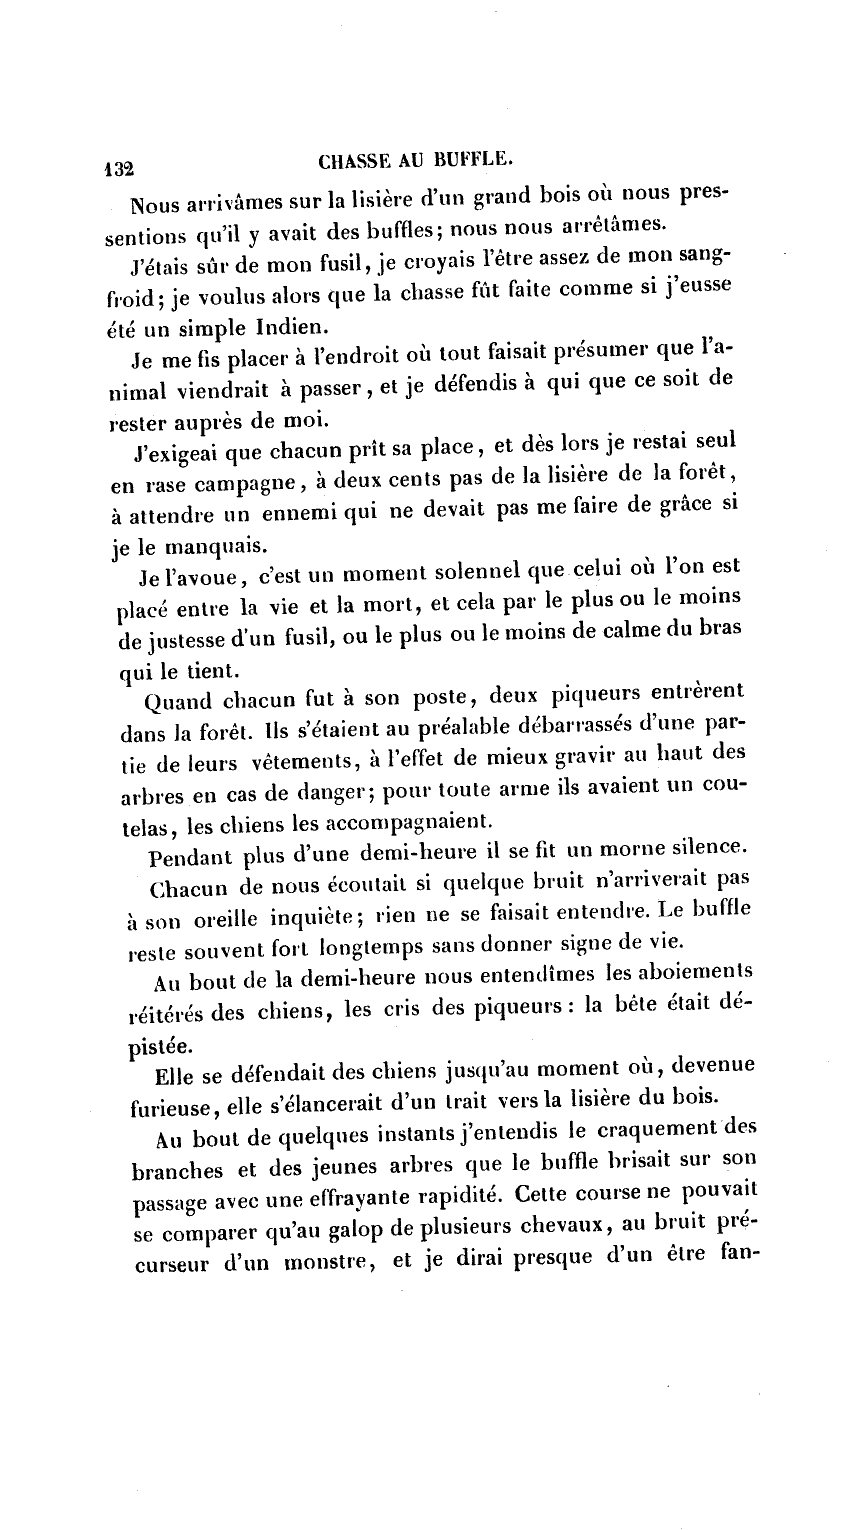 132 CHASSE AU BUFFLE.
Nous arrivâmes sur la lisière d'un grand bois où nous pres-
sentions qu'il y avait des buffles; nous nous arrêtâmes.
J'étais sûr de mon fusil, je croyais l'être assez de mon sang-
froid; je voulus alors que la chasse fût faite comme si j'eusse
été un simple Indien.
Je me fis placer à l'endroit où tout faisait présumer que l'a-
nimal viendrait à passer, et je défendis à qui que ce soit de
rester auprès de moi.
J'exigeai que chacun prît sa place, et dès lors je restai seul
en rase campagne, à deux cents pas de la lisière de la forêt,
à attendre un ennemi qui ne devait pas me faire de grâce si
je le manquais.
Je l'avoue, c'est un moment solennel que celui où l'on est
placé entre la vie et la mort, et cela par le plus ou le moins
de justesse d'un fusil, ou le plus ou le moins de calme du bras
qui le tient.
Quand chacun fut à son poste, deux piqueurs entrèrent
dans la forêt. Ils s'étaient au préalable débarrassés d'une par-
tie de leurs vêtements, à l'effet de mieux gravir au haut des
arbres en cas de danger; pour toute arme ils avaient un cou-
telas, les chiens les accompagnaient.
Pendant plus d'une demi-heure il se fit un morne silence.
Chacun de nous écoutait si quelque bruit n'arriverait pas
à son oreille inquiète; rien ne se faisait entendre. Le buffle
reste souvent fort longtemps sans donner signe de vie.
Au bout de la demi-heure nous entendîmes les aboiements
réitérés des chiens, les cris des piqueurs: la bête était dé-
pistée.
Elle se défendait des chiens jusqu'au moment où, devenue
furieuse, elle s'élancerait d'un trait vers la lisière du bois.
Au bout de quelques instants j'entendis le craquement des
branches et des jeunes arbres que le buffle brisait sur son
passage avec une effrayante rapidité. Cette course ne pouvait
se comparer qu'au galop de plusieurs chevaux, au bruit pré-
curseur d'un monstre, et je dirai presque d'un être fan-